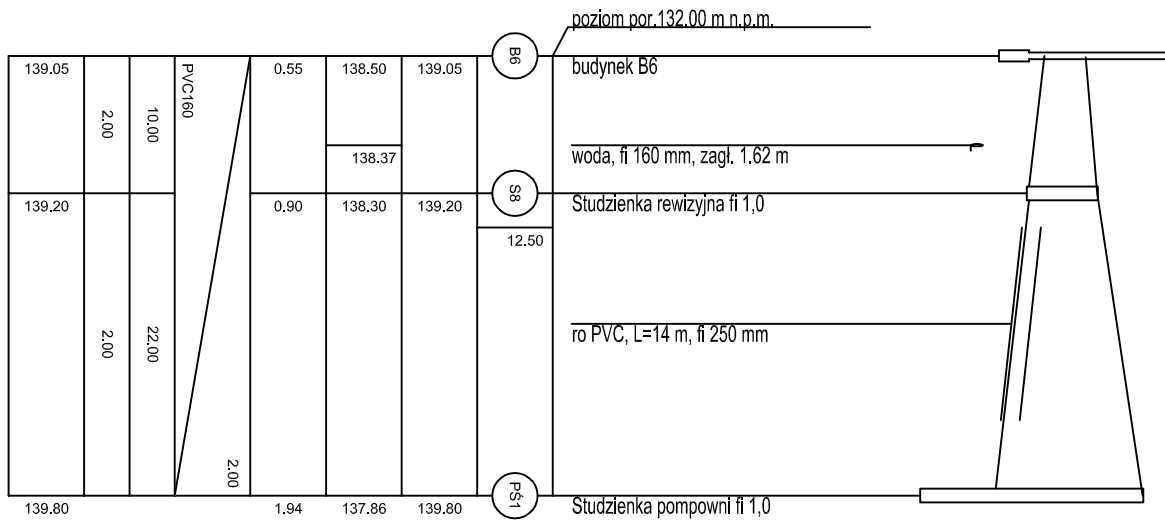 poziom por.132.00 m n.p.m.
139.05
2.00
10.00
PVC160
0.55
138.50
139.05
B6
budynek B6
138.37
woda, fi 160 mm, zagł. 1.62 m
139.20
2.00
22.00
0.90
138.30
139.20
S8
Studzienka rewizyjna fi 1,0
12.50
ro PVC, L=14 m, fi 250 mm
2.00
139.80
1.94
137.86
139.80
PŚ1
Studzienka pompowni fi 1,0